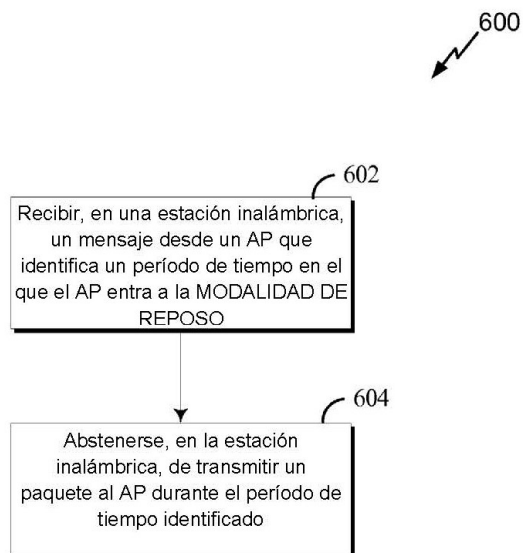 600
602
Recibir, en una estación inalámbrica,
un mensaje desde un AP que
identifica un período de tiempo en el
que el AP entra a la MODALIDAD DE
REPOSO
604
Abstenerse, en la estación
inalámbrica, de transmitir un
paquete al AP durante el período de
tiempo identificado